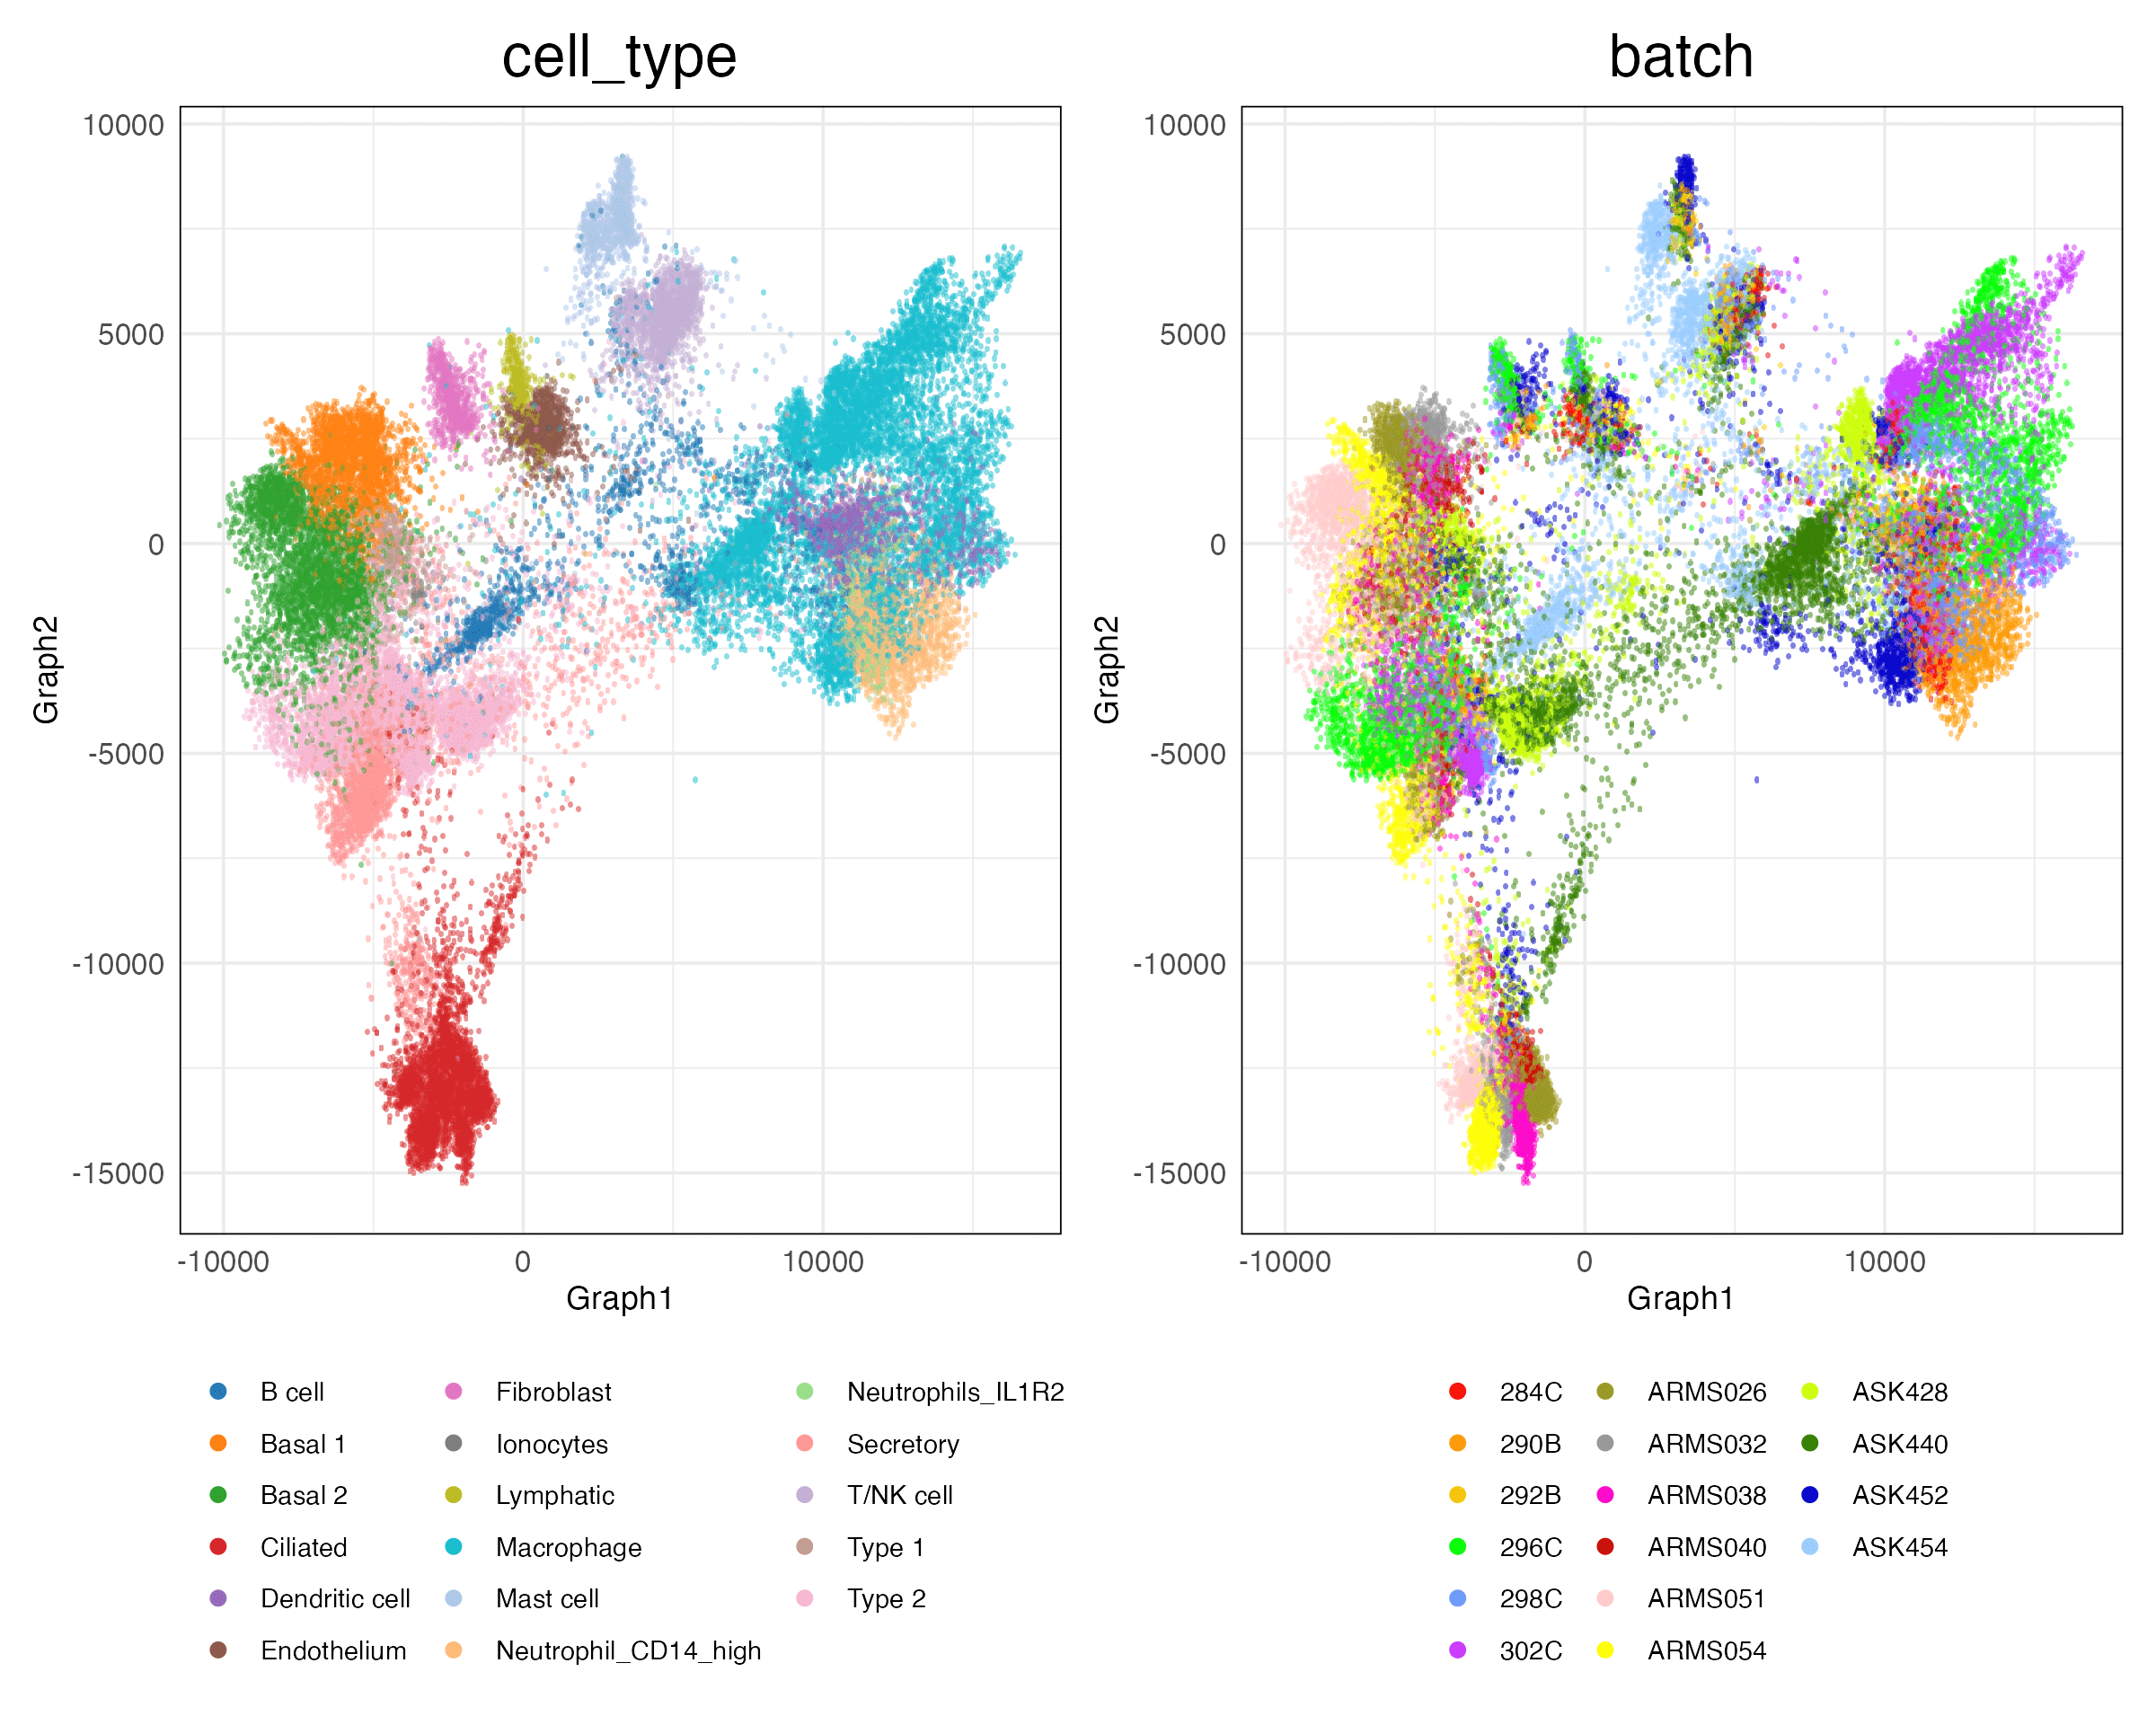 cell_type
batch
10000
5000
0
-5000
-10000
-15000
Graph2
-10000
0
10000
Graph1
10000
5000
0
-5000
-10000
-15000
Graph2
-10000
0
10000
Graph1
B cell
Basal 1
Basal 2
Ciliated
Dendritic cell
Endothelium
Fibroblast
Ionocytes
Lymphatic
Macrophage
Mast cell
Neutrophil_CD14_high
Neutrophils_IL1R2
Secretory
T/NK cell
Type 1
Type 2
284C
290B
292B
296C
298C
302C
ARMS026
ARMS032
ARMS038
ARMS040
ARMS051
ARMS054
ASK428
ASK440
ASK452
ASK454